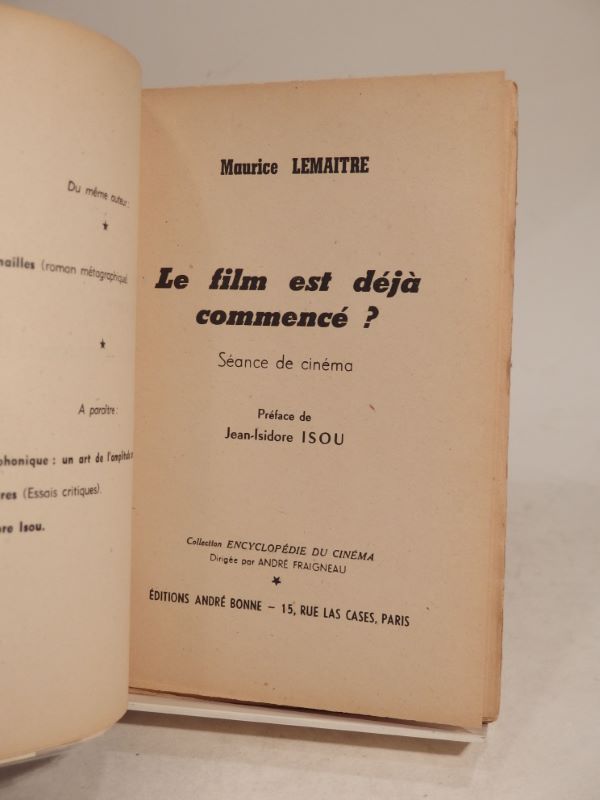 Du même auteur :
★
nailles (roman métagraphique).
★
A paraître :
phonique : un art de l'amplitude
res (Essais critiques).
re Isou.
Maurice LEMAITRE
Le film est déjà
commencé ?
Séance de cinéma
Préface de
Jean-Isidore ISOU
Collection ENCYCLOPÉDIE DU CINÉMA
Dirigée par ANDRÉ FRAIGNEAU
★
ÉDITIONS ANDRÉ BONNE — 15, RUE LAS CASES, PARIS